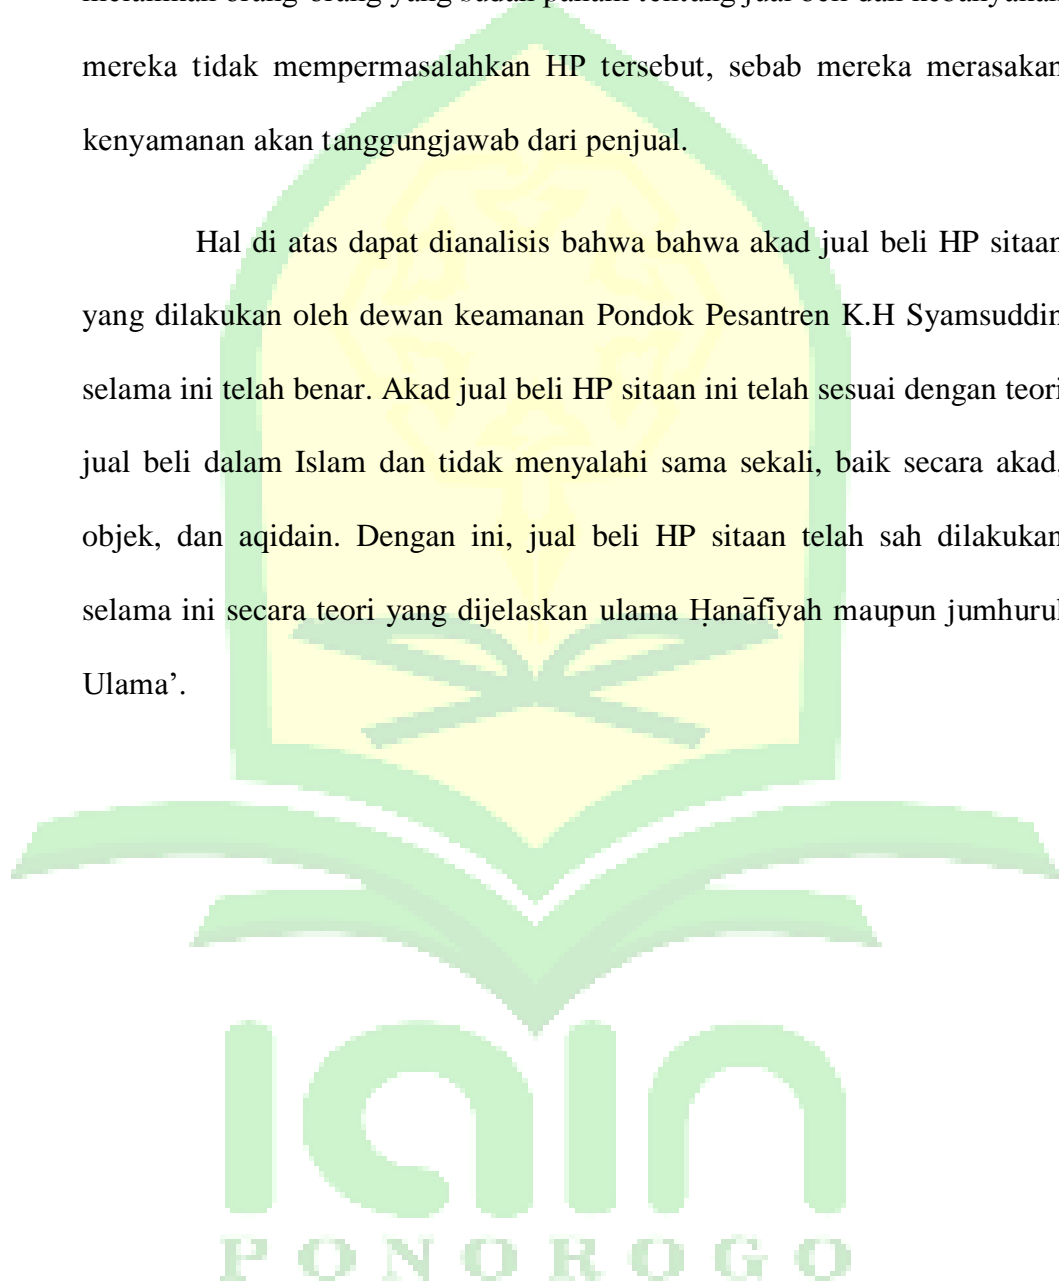 mereka tidak mempermasalahkan HP tersebut, sebab mereka merasakan
kenyamanan akan tanggungjawab dari penjual.
Hal di atas dapat dianalisis bahwa bahwa akad jual beli HP sitaan
yang dilakukan oleh dewan keamanan Pondok Pesantren K.H Syamsuddin
selama ini telah benar. Akad jual beli HP sitaan ini telah sesuai dengan teori
jual beli dalam Islam dan tidak menyalahi sama sekali, baik secara akad,
objek, dan aqidain. Dengan ini, jual beli HP sitaan telah sah dilakukan
selama ini secara teori yang dijelaskan ulama Ḥanāfīyah maupun jumhurul
Ulama’.
iain
PONOROGO